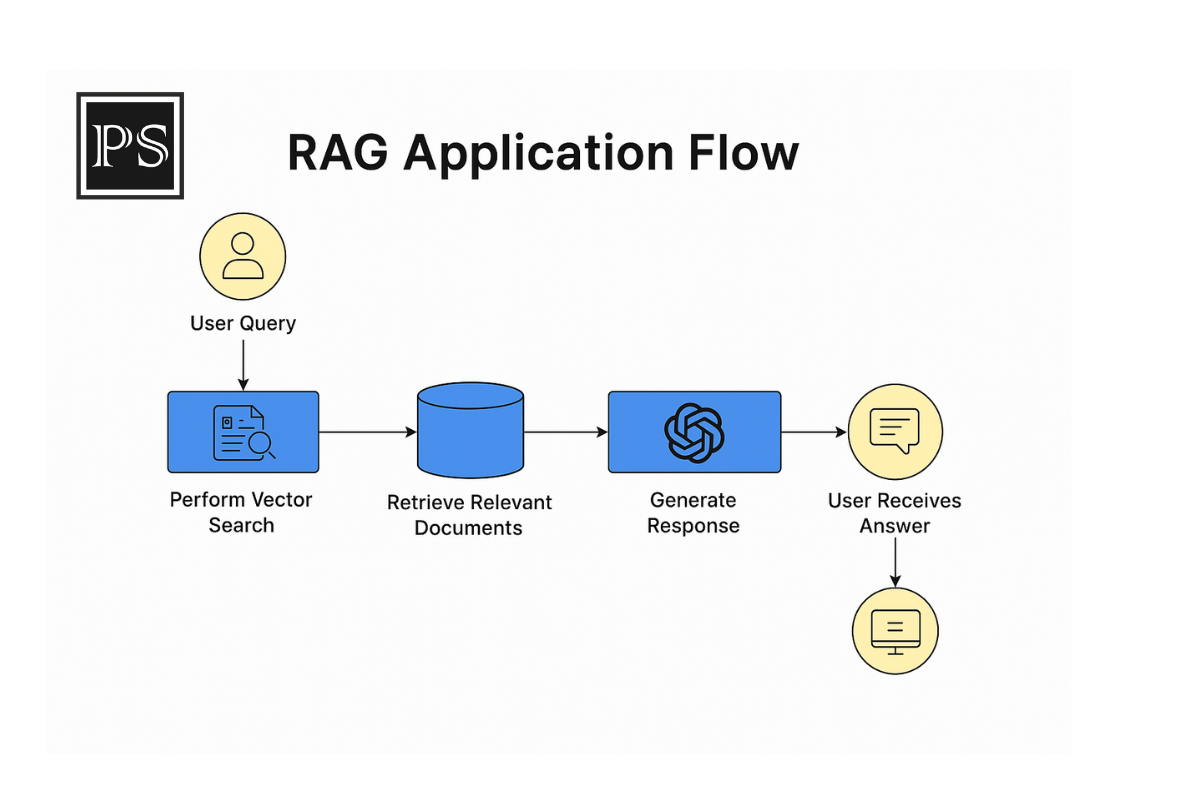 PS
RAG Application Flow
User Query
Perform Vector
Search
Retrieve Relevant
Documents
Generate
Response
User Receives
Answer